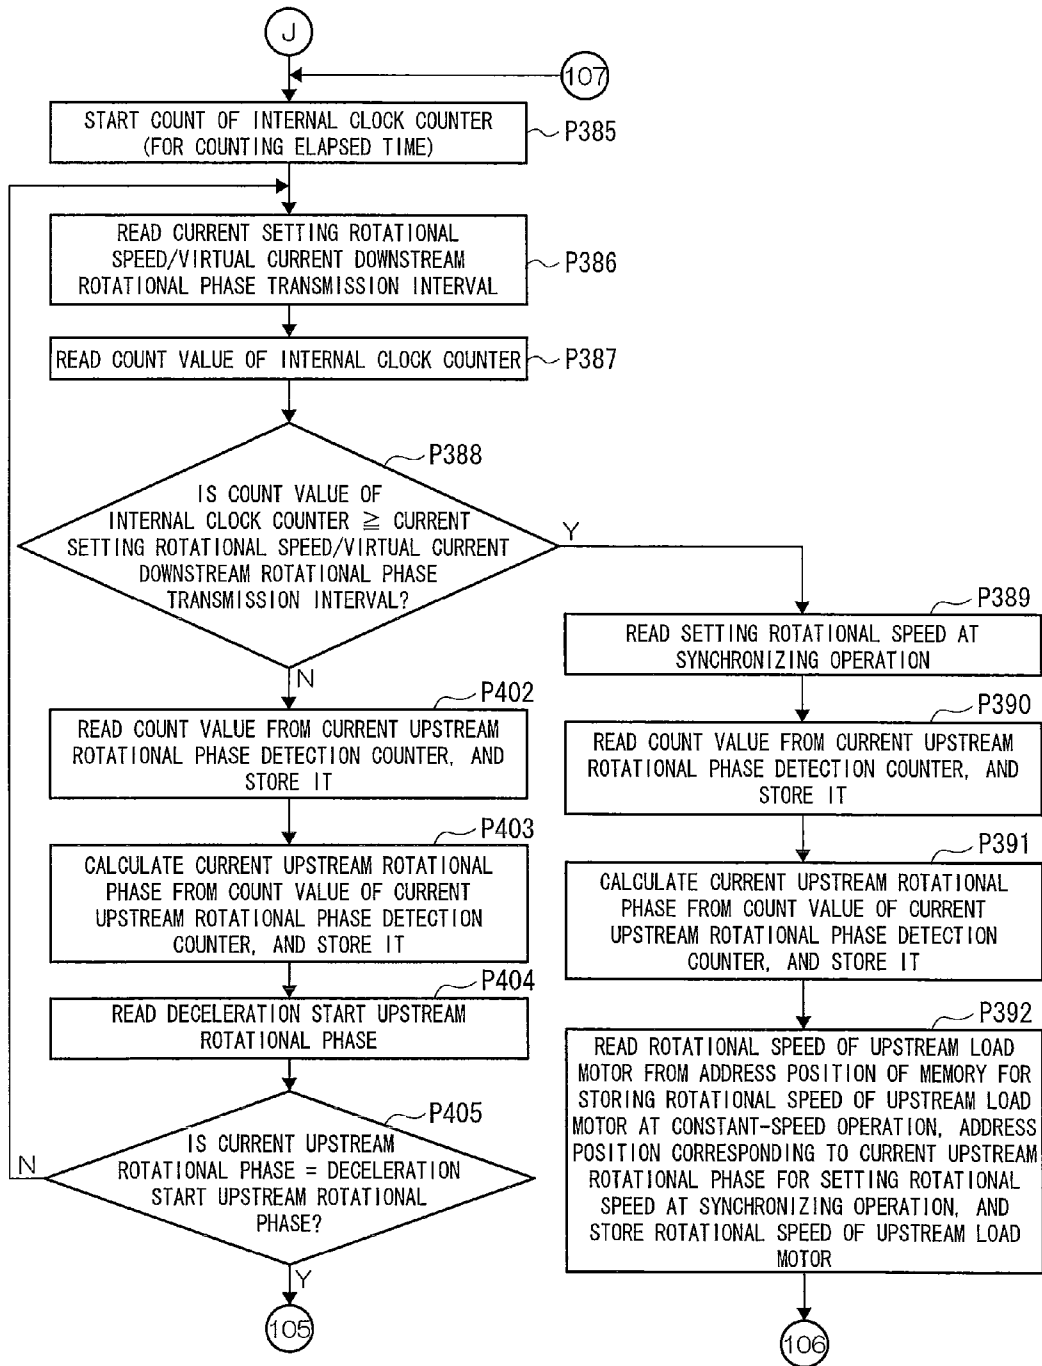 J
107
START COUNT OF INTERNAL CLOCK COUNTER
(FOR COUNTING ELAPSED TIME)
P385
READ CURRENT SETTING ROTATIONAL
SPEED/VIRTUAL CURRENT DOWNSTREAM
ROTATIONAL PHASE TRANSMISSION INTERVAL
P386
READ COUNT VALUE OF INTERNAL CLOCK COUNTER
P387
P388
IS COUNT VALUE OF
INTERNAL CLOCK COUNTER ≧ CURRENT
SETTING ROTATIONAL SPEED/VIRTUAL CURRENT
DOWNSTREAM ROTATIONAL PHASE
TRANSMISSION INTERVAL?
Y
N
P402
READ COUNT VALUE FROM CURRENT UPSTREAM
ROTATIONAL PHASE DETECTION COUNTER, AND
STORE IT
P403
CALCULATE CURRENT UPSTREAM ROTATIONAL
PHASE FROM COUNT VALUE OF CURRENT
UPSTREAM ROTATIONAL PHASE DETECTION
COUNTER, AND STORE IT
P404
READ DECELERATION START UPSTREAM
ROTATIONAL PHASE
P405
IS CURRENT UPSTREAM
ROTATIONAL PHASE = DECELERATION
START UPSTREAM ROTATIONAL
PHASE?
N
Y
105
P389
READ SETTING ROTATIONAL SPEED AT
SYNCHRONIZING OPERATION
P390
READ COUNT VALUE FROM CURRENT UPSTREAM
ROTATIONAL PHASE DETECTION COUNTER, AND
STORE IT
P391
CALCULATE CURRENT UPSTREAM ROTATIONAL
PHASE FROM COUNT VALUE OF CURRENT
UPSTREAM ROTATIONAL PHASE DETECTION
COUNTER, AND STORE IT
P392
READ ROTATIONAL SPEED OF UPSTREAM LOAD
MOTOR FROM ADDRESS POSITION OF MEMORY FOR
STORING ROTATIONAL SPEED OF UPSTREAM LOAD
MOTOR AT CONSTANT-SPEED OPERATION, ADDRESS
POSITION CORRESPONDING TO CURRENT UPSTREAM
ROTATIONAL PHASE FOR SETTING ROTATIONAL
SPEED AT SYNCHRONIZING OPERATION, AND
STORE ROTATIONAL SPEED OF UPSTREAM LOAD
MOTOR
106